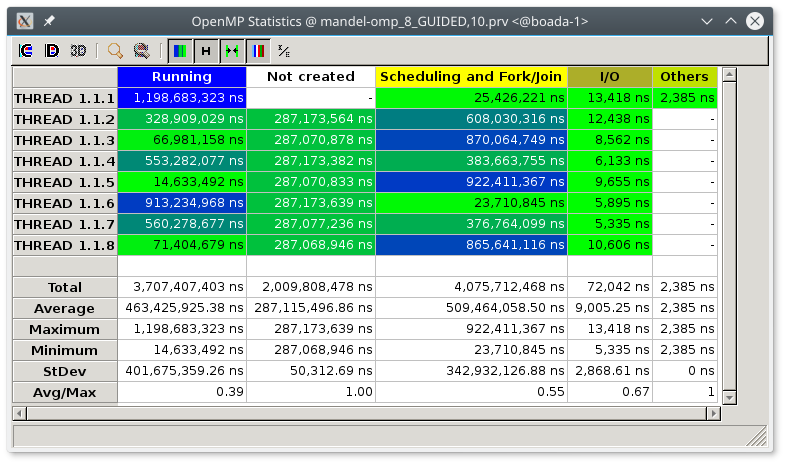 OpenMP Statistics @ mandel-omp_8_GUIDED,10.prv <@boada-1>
3D H I/E
Running Not created Scheduling and Fork/Join I/O Others
THREAD 1.1.1 1,198,683,323 ns - 25,426,221 ns 13,418 ns 2,385 ns
THREAD 1.1.2 328,909,029 ns 287,173,564 ns 608,030,316 ns 12,438 ns -
THREAD 1.1.3 66,981,158 ns 287,070,878 ns 870,064,749 ns 8,562 ns -
THREAD 1.1.4 553,282,077 ns 287,173,382 ns 383,663,755 ns 6,133 ns -
THREAD 1.1.5 14,633,492 ns 287,070,833 ns 922,411,367 ns 9,655 ns -
THREAD 1.1.6 913,234,968 ns 287,173,639 ns 23,710,845 ns 5,895 ns -
THREAD 1.1.7 560,278,677 ns 287,077,236 ns 376,764,099 ns 5,335 ns -
THREAD 1.1.8 71,404,679 ns 287,068,946 ns 865,641,116 ns 10,606 ns -
Total 3,707,407,403 ns 2,009,808,478 ns 4,075,712,468 ns 72,042 ns 2,385 ns
Average 463,425,925.38 ns 287,115,496.86 ns 509,464,058.50 ns 9,005.25 ns 2,385 ns
Maximum 1,198,683,323 ns 287,173,639 ns 922,411,367 ns 13,418 ns 2,385 ns
Minimum 14,633,492 ns 287,068,946 ns 23,710,845 ns 5,335 ns 2,385 ns
StDev 401,675,359.26 ns 50,312.69 ns 342,932,126.88 ns 2,868.61 ns 0 ns
Avg/Max 0.39 1.00 0.55 0.67 1